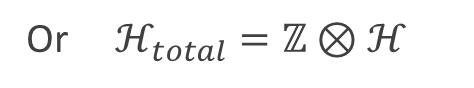 Or ℋ_total = ℤ ⊗ ℋ